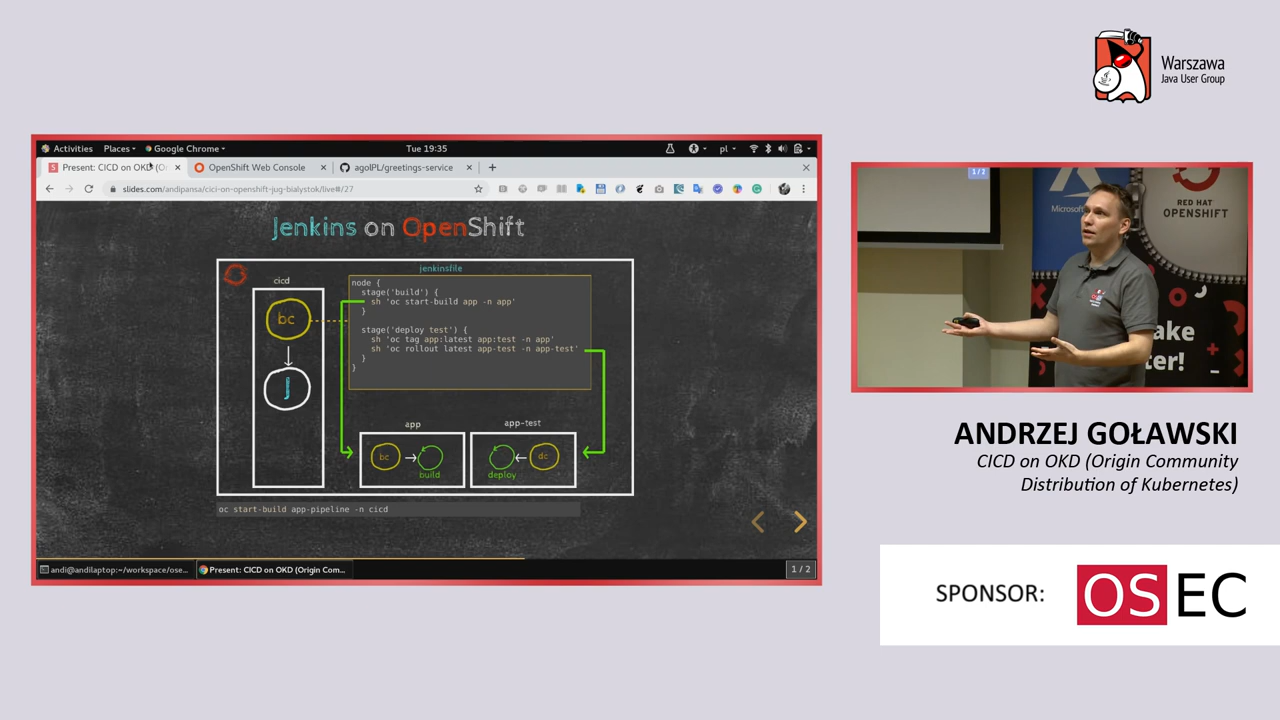 Warszawa
Java User Group
Activities Places Google Chrome Tue 19:35 pl
Present: CICD on OKD (O
OpenShift Web Console
agolPL/greetings-service
slides.com/andipansa/cici-on-openshift-jug-bialystok/live#/27
Jenkins on OpenShift
jenkinsfile
cicd
node {
stage('build') {
sh 'oc start-build app -n app'
}
stage('deploy test') {
sh 'oc tag app:latest app:test -n app'
sh 'oc rollout latest app-test -n app-test'
}
}
bc
j
app
app-test
bc
build
deploy
dc
oc start-build app-pipeline -n cicd
andi@andilaptop:~/workspace/ose...
Present: CICD on OKD (Origin Com...
1 / 2
1 / 2
Microsoft
RED HAT
OPENSHIFT
ake
ter!
ANDRZEJ GOŁAWSKI
CICD on OKD (Origin Community
Distribution of Kubernetes)
SPONSOR:
OSEC